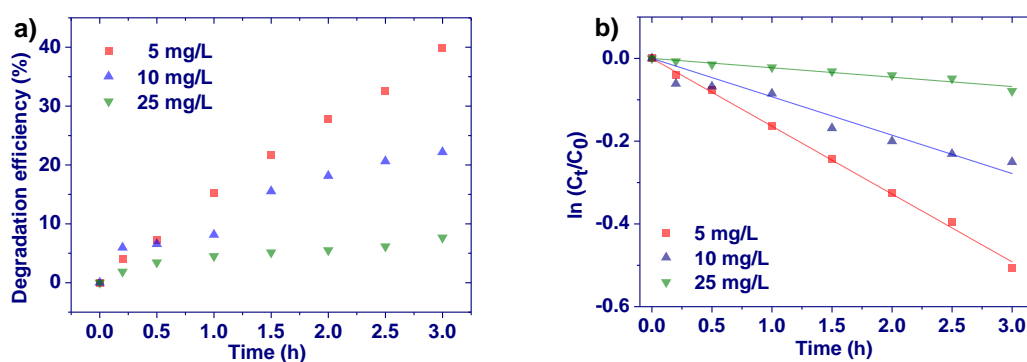 a)
5 mg/L
10 mg/L
25 mg/L
Degradation efficiency (%)
40
30
20
10
0
0.0 0.5 1.0 1.5 2.0 2.5 3.0
Time (h)
b)
ln (Ct/C0)
0.0
-0.2
-0.4
-0.6
5 mg/L
10 mg/L
25 mg/L
0.0 0.5 1.0 1.5 2.0 2.5 3.0
Time (h)